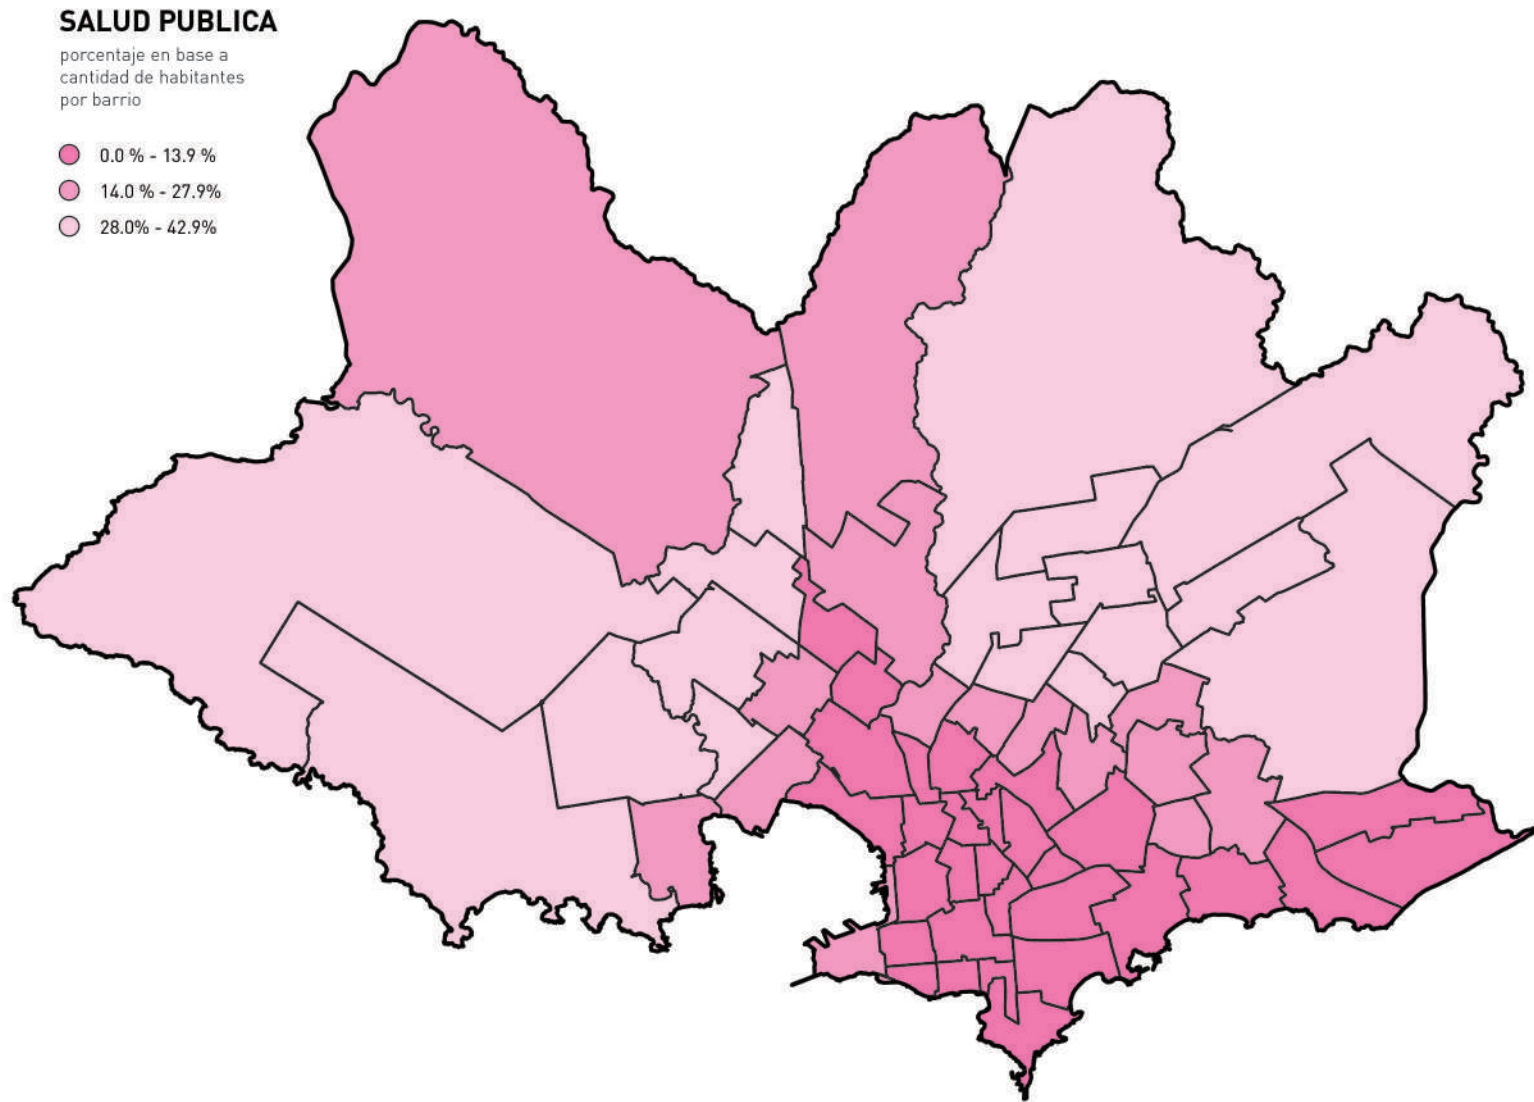 SALUD PUBLICA
porcentaje en base a
cantidad de habitantes
por barrio
0.0 % - 13.9 %
14.0 % - 27.9%
28.0% - 42.9%